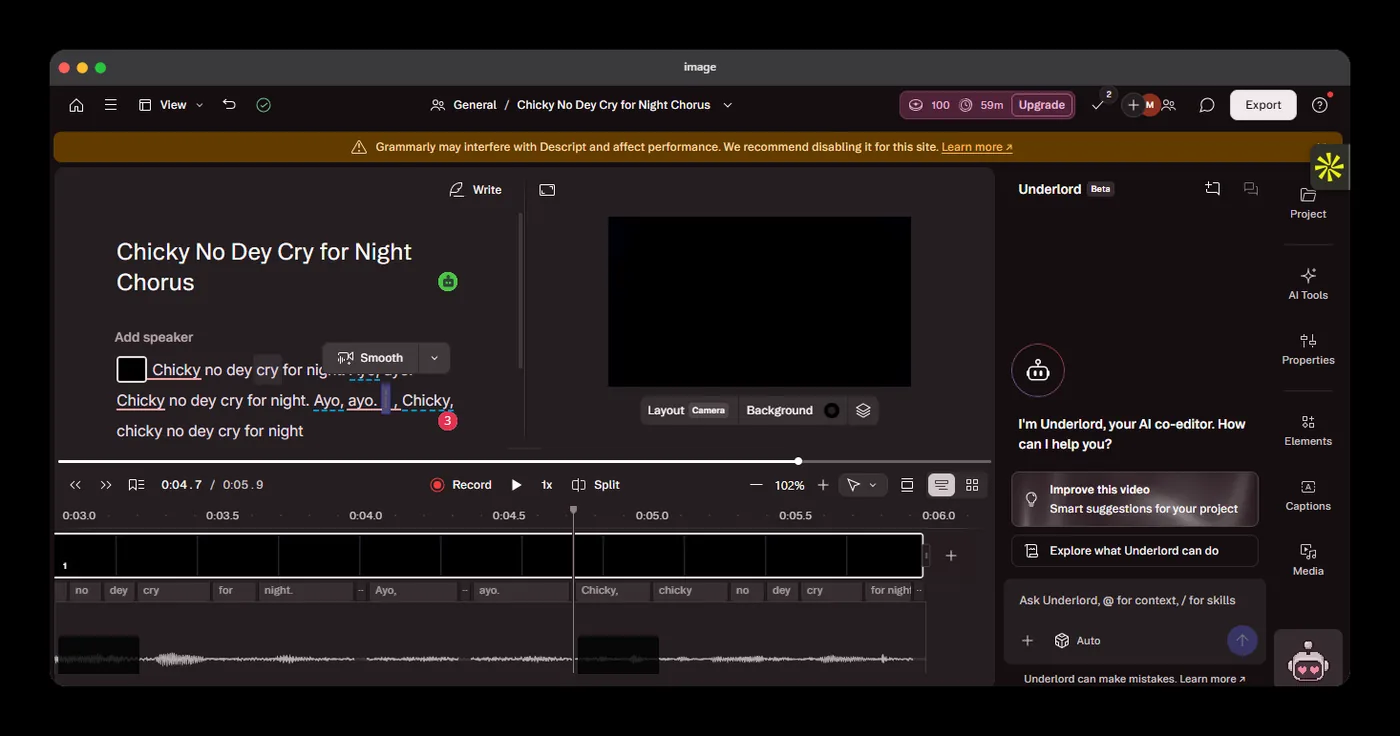 image
View
General / Chicky No Dey Cry for Night Chorus
100 59m Upgrade
2
M
Export
Grammarly may interfere with Descript and affect performance. We recommend disabling it for this site. Learn more ↗
Write
Chicky No Dey Cry for Night
Chorus
Add speaker
Smooth
Chicky no dey cry for
Chicky no dey cry for night. Ayo, ayo. , Chicky,
3
chicky no dey cry for night
Layout Camera Background
0:04.7 / 0:05.9
Record 1x Split
102%
0:03.0 0:03.5 0:04.0 0:04.5 0:05.0 0:05.5 0:06.0
1
no dey cry for night. -- Ayo, -- ayo. Chicky, chicky no dey cry for night --
Underlord Beta
I'm Underlord, your AI co-editor. How
can I help you?
Improve this video
Smart suggestions for your project
Explore what Underlord can do
Ask Underlord, @ for context, / for skills
Auto
Underlord can make mistakes. Learn more ↗
Project
AI Tools
Properties
Elements
Captions
Media